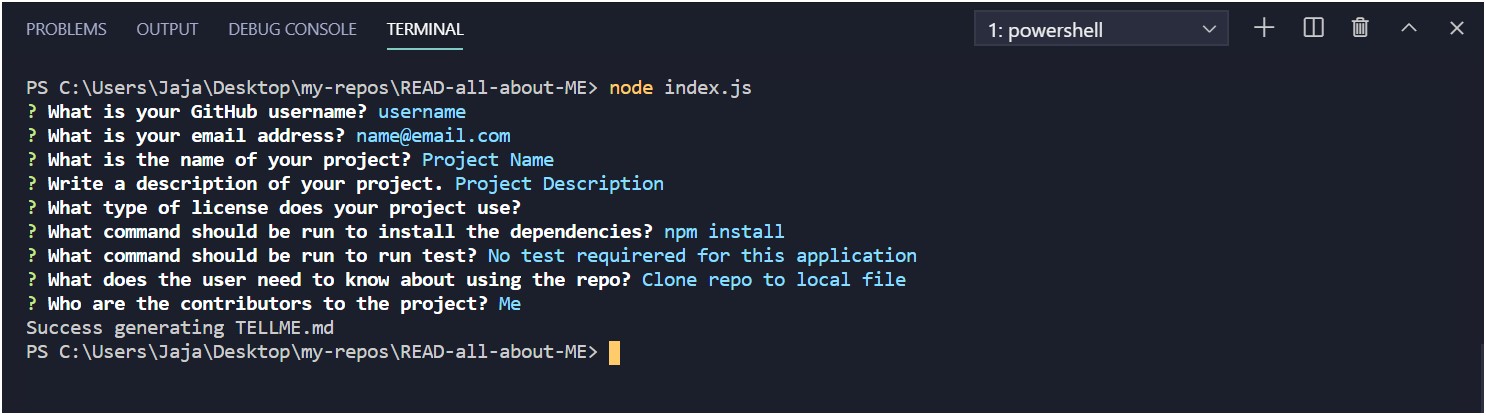 PROBLEMS OUTPUT DEBUG CONSOLE TERMINAL 1: powershell
PS C:\Users\Jaja\Desktop\my-repos\READ-all-about-ME> node index.js
? What is your GitHub username? username
? What is your email address? name@email.com
? What is the name of your project? Project Name
? Write a description of your project. Project Description
? What type of license does your project use?
? What command should be run to install the dependencies? npm install
? What command should be run to run test? No test requirered for this application
? What does the user need to know about using the repo? Clone repo to local file
? Who are the contributors to the project? Me
Success generating TELLME.md
PS C:\Users\Jaja\Desktop\my-repos\READ-all-about-ME>